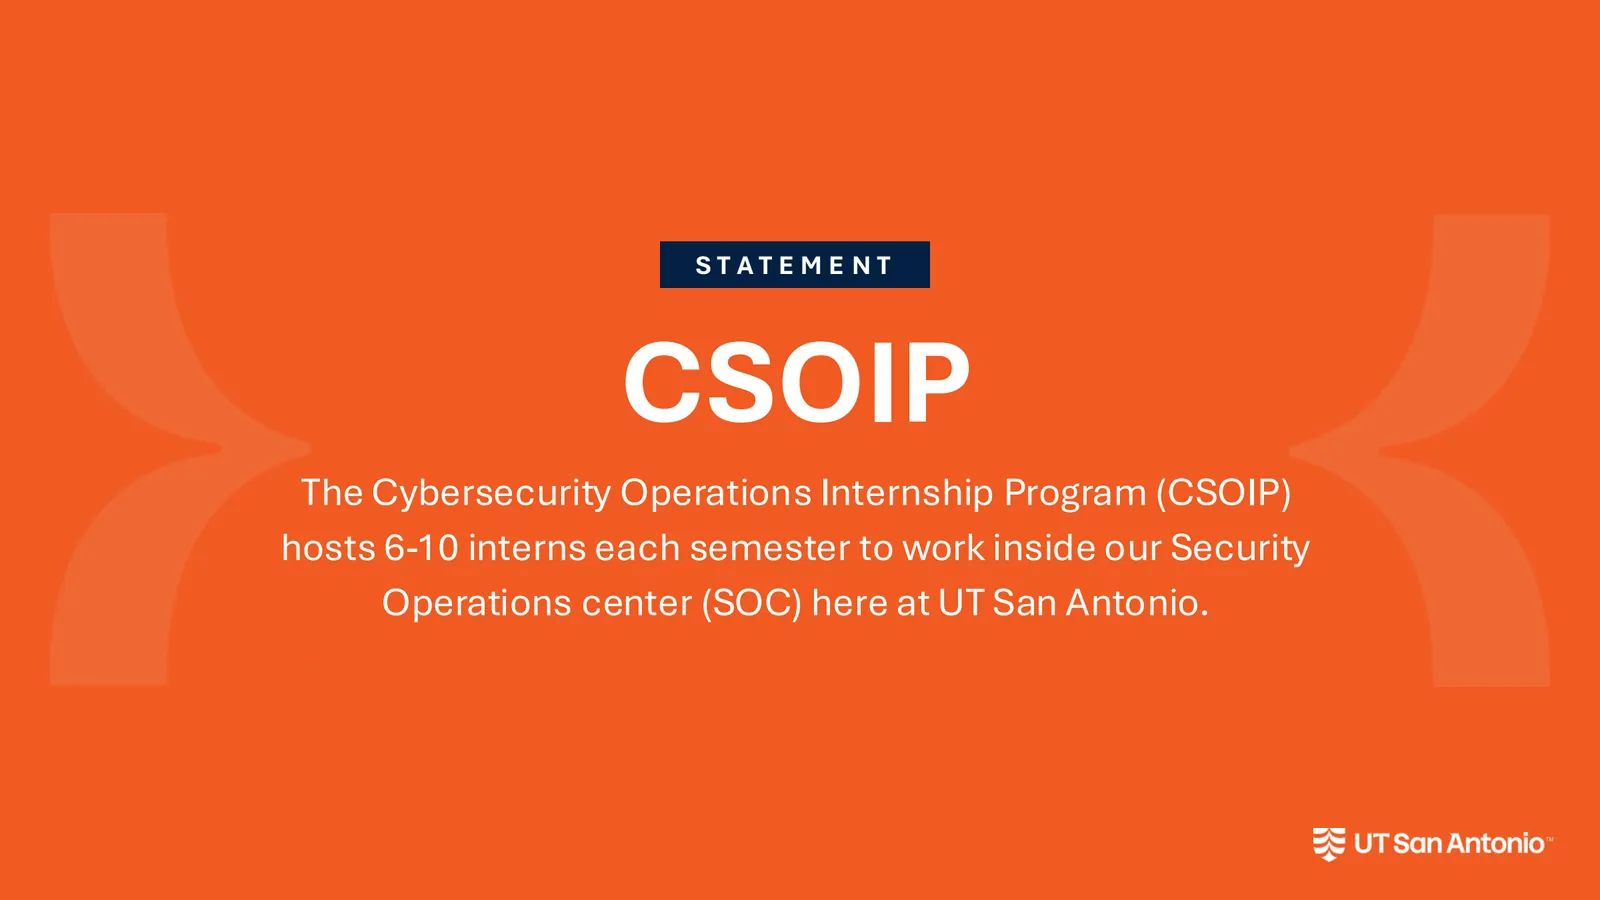 STATEMENT
CSOIP
The Cybersecurity Operations Internship Program (CSOIP)
hosts 6-10 interns each semester to work inside our Security
Operations center (SOC) here at UT San Antonio.
UT San Antonio™